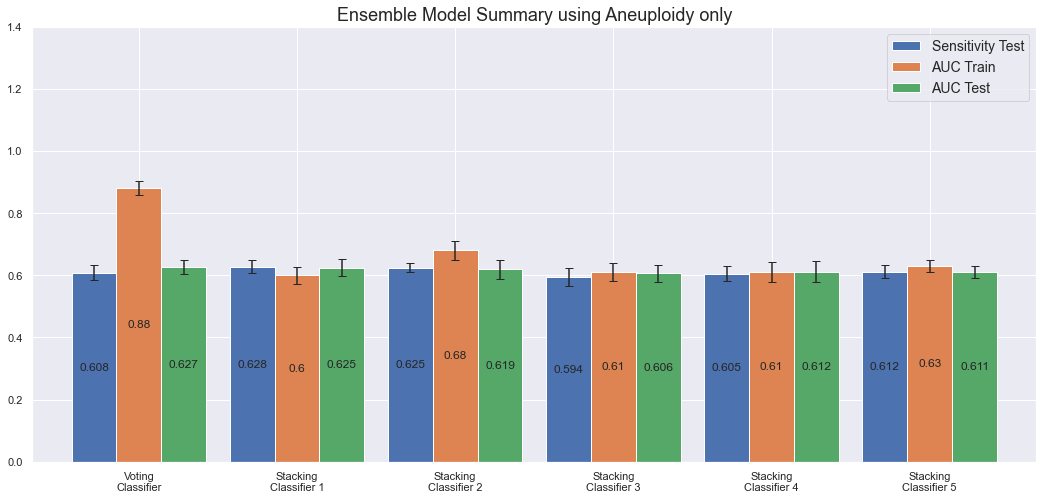 Ensemble Model Summary using Aneuploidy only
1.4
1.2
1.0
0.8
0.6
0.4
0.2
0.0
Sensitivity Test
AUC Train
AUC Test
0.608
0.88
0.627
0.628
0.6
0.625
0.625
0.68
0.619
0.594
0.61
0.606
0.605
0.61
0.612
0.612
0.63
0.611
Voting
Classifier
Stacking
Classifier 1
Stacking
Classifier 2
Stacking
Classifier 3
Stacking
Classifier 4
Stacking
Classifier 5